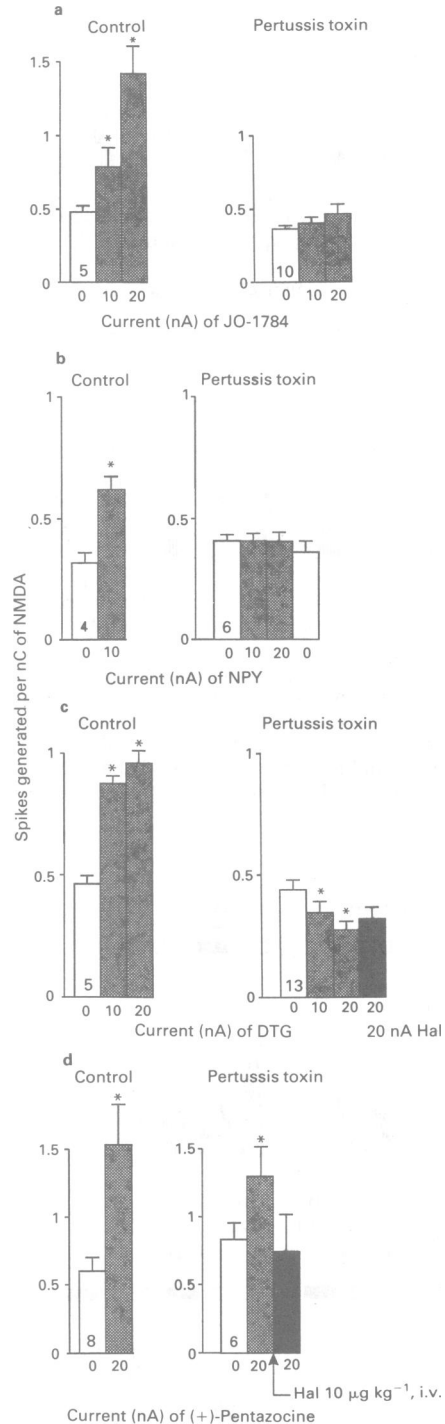 a
Control
Pertussis toxin
1.5
1
0.5
0
*
*
5
0 10 20
1
0.5
0
10
0 10 20
Current (nA) of JO-1784
b
Control
Pertussis toxin
1
0.5
0
*
4
0 10
1
0.5
0
6
0 10 20 0
Current (nA) of NPY
Spikes generated per nC of NMDA
c
Control
Pertussis toxin
1
0.5
0
* *
5
0 10 20
1
0.5
0
*
*
13
0 10 20 20
Current (nA) of DTG
20 nA Hal
d
Control
Pertussis toxin
1.5
1
0.5
0
*
8
0 20
1.5
1
0.5
0
*
6
0 20
Hal 10 μg kg⁻¹, i.v.
Current (nA) of (+)-Pentazocine